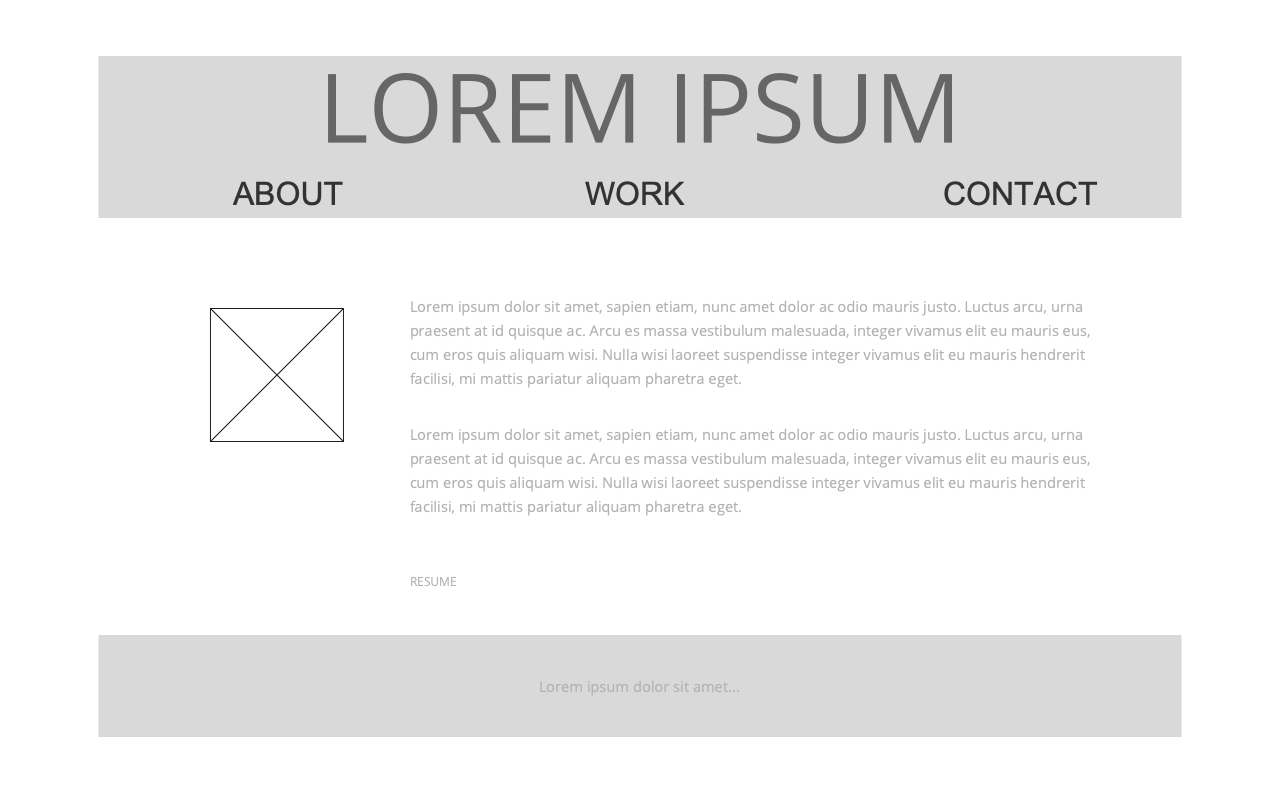 LOREM IPSUM
ABOUT WORK CONTACT
Lorem ipsum dolor sit amet, sapien etiam, nunc amet dolor ac odio mauris justo. Luctus arcu, urna
praesent at id quisque ac. Arcu es massa vestibulum malesuada, integer vivamus elit eu mauris eus,
cum eros quis aliquam wisi. Nulla wisi laoreet suspendisse integer vivamus elit eu mauris hendrerit
facilisi, mi mattis pariatur aliquam pharetra eget.
Lorem ipsum dolor sit amet, sapien etiam, nunc amet dolor ac odio mauris justo. Luctus arcu, urna
praesent at id quisque ac. Arcu es massa vestibulum malesuada, integer vivamus elit eu mauris eus,
cum eros quis aliquam wisi. Nulla wisi laoreet suspendisse integer vivamus elit eu mauris hendrerit
facilisi, mi mattis pariatur aliquam pharetra eget.
RESUME
Lorem ipsum dolor sit amet...